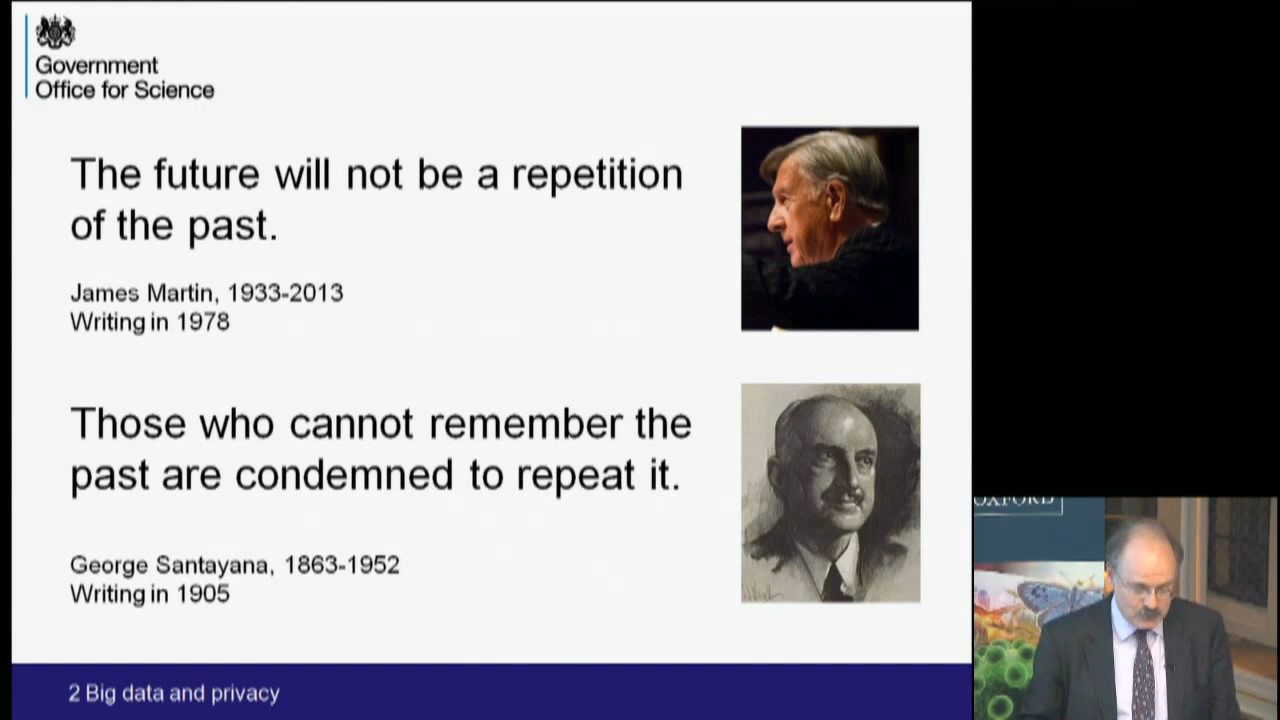 Government
Office for Science
The future will not be a repetition
of the past.
James Martin, 1933-2013
Writing in 1978
Those who cannot remember the
past are condemned to repeat it.
George Santayana, 1863-1952
Writing in 1905
2 Big data and privacy
OXFORD